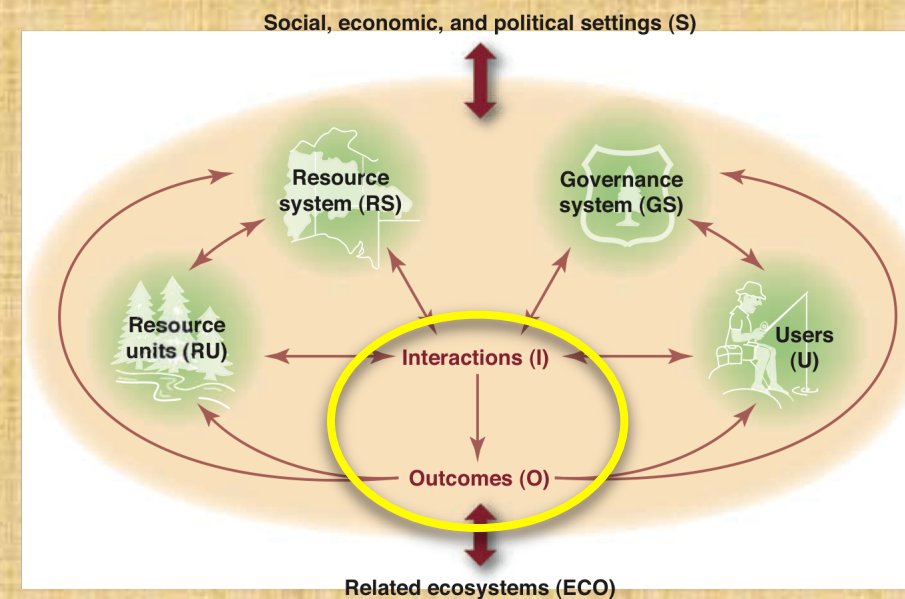 Social, economic, and political settings (S)
Resource
system (RS)
Governance
system (GS)
Resource
units (RU)
Users
(U)
Interactions (I)
Outcomes (O)
Related ecosystems (ECO)